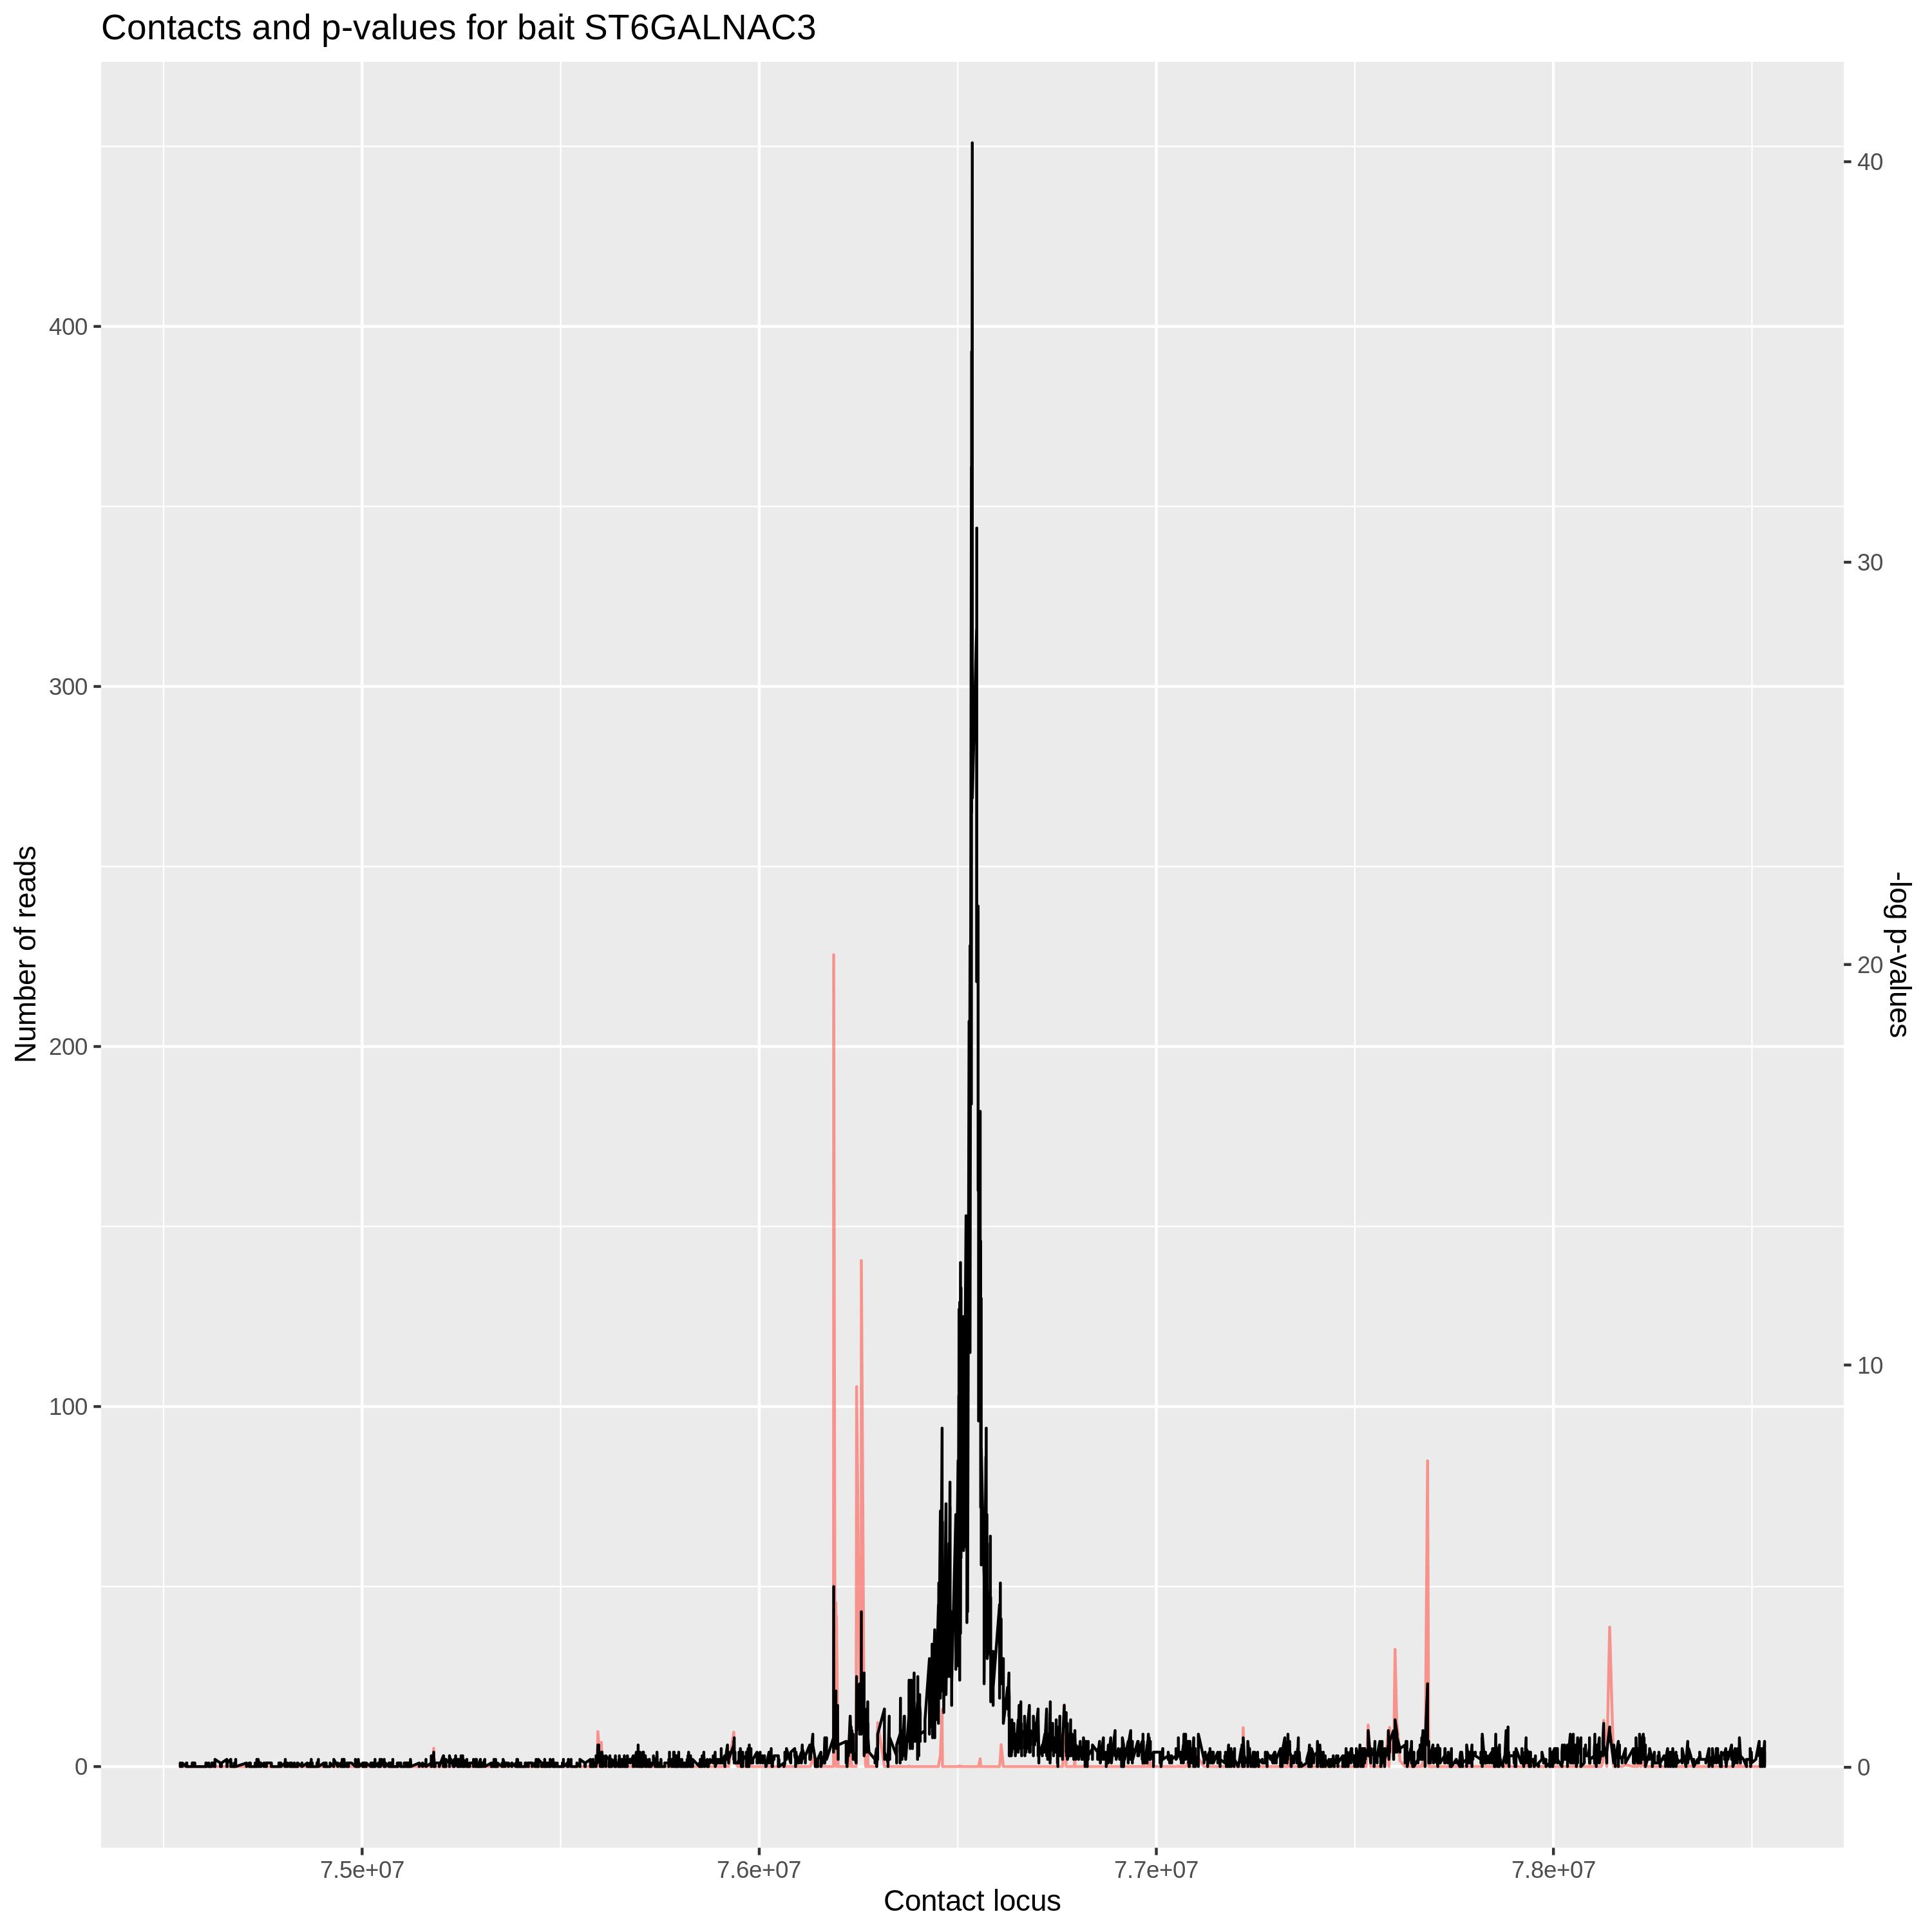 Contacts and p-values for bait ST6GALNAC3
400
300
200
100
0
Number of reads
40
30
20
10
0
-log p-values
7.5e+07
7.6e+07
7.7e+07
7.8e+07
Contact locus